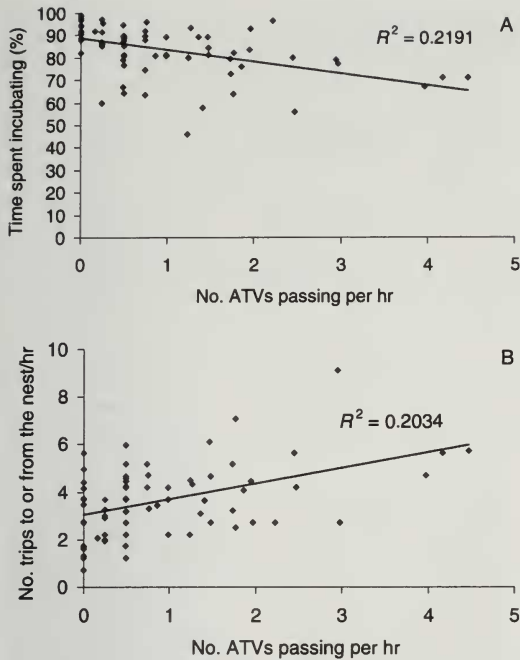 A
R² = 0.2191
Time spent incubating (%)
100
90
80
70
60
50
40
30
20
10
0
0 1 2 3 4 5
No. ATVs passing per hr
B
R² = 0.2034
No. trips to or from the nest/hr
10
8
6
4
2
0
0 1 2 3 4 5
No. ATVs passing per hr